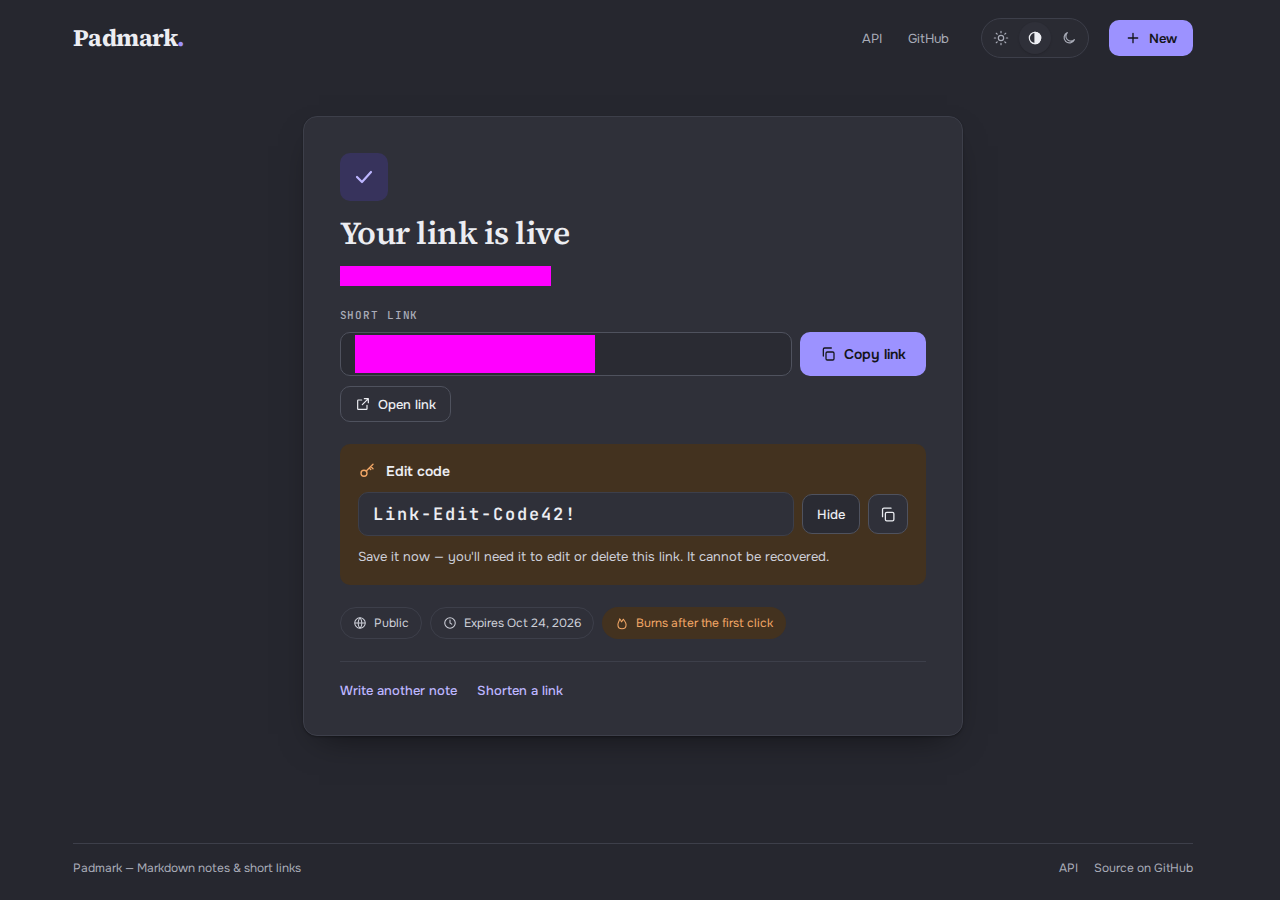 Padmark.
API
GitHub
New
Your link is live
SHORT LINK
Copy link
Open link
Edit code
Link-Edit-Code42!
Hide
Save it now — you'll need it to edit or delete this link. It cannot be recovered.
Public
Expires Oct 24, 2026
Burns after the first click
Write another note
Shorten a link
Padmark — Markdown notes & short links
API
Source on GitHub